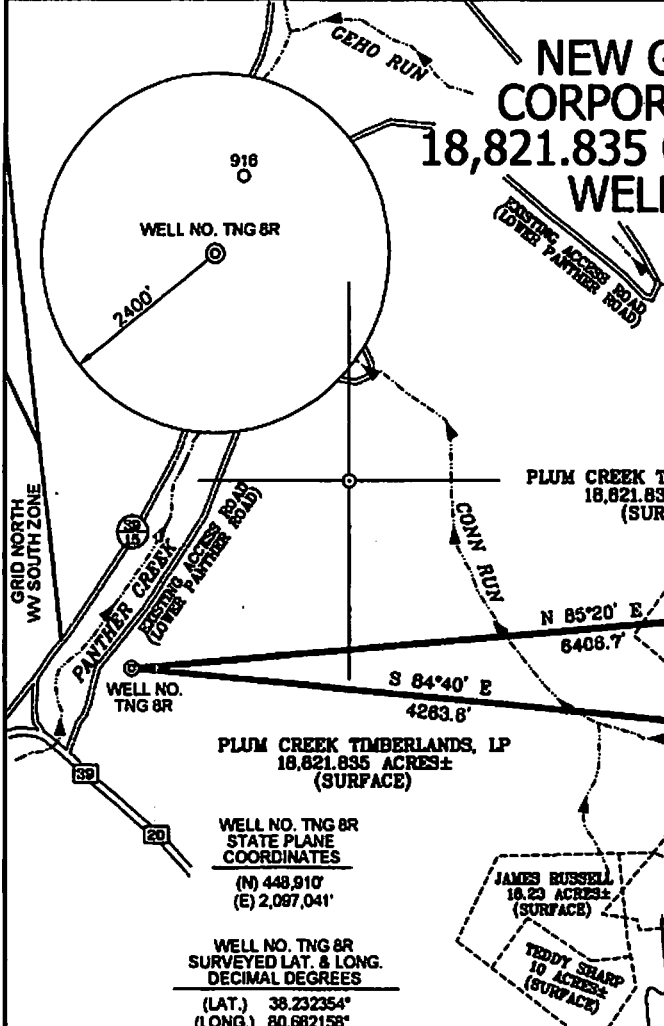 GEHO RUN
NEW G
CORPOR
18,821.835
WELL
916
WELL NO. TNG 8R
2400'
EXISTING ACCESS ROAD
(LOWER PANTHER ROAD)
PLUM CREEK T
18,821.83
(SUR
GRID NORTH
WV SOUTH ZONE
39
15
PANTHER CREEK
EXISTING ACCESS ROAD
(LOWER PANTHER ROAD)
CONN RUN
N 85°20' E
6406.7'
WELL NO.
TNG 8R
S 84°40' E
4263.6'
PLUM CREEK TIMBERLANDS, LP
18,821.835 ACRES±
(SURFACE)
39
20
WELL NO. TNG 8R
STATE PLANE
COORDINATES
(N) 448,910'
(E) 2,097,041'
JAMES RUSSELL
16.23 ACRES±
(SURFACE)
TEDDY SHARP
10 ACRES±
(SURFACE)
WELL NO. TNG 8R
SURVEYED LAT. & LONG.
DECIMAL DEGREES
(LAT.) 38.232354°
(LONG.) 80.682158°